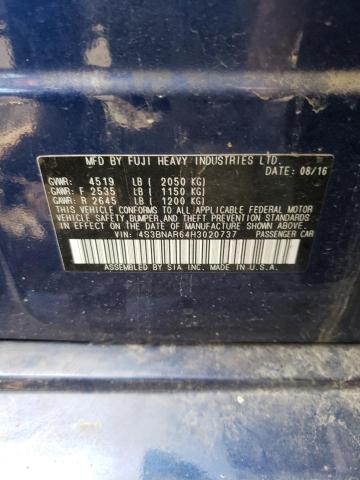 MFD BY FUJI HEAVY INDUSTRIES LTD.
DATE: 08/16
GVWR: 4519 LB ( 2050 KG)
GAWR: F 2535 LB ( 1150 KG)
GAWR: R 2645 LB ( 1200 KG)
THIS VEHICLE CONFORMS TO ALL APPLICABLE FEDERAL MOTOR
VEHICLE SAFETY,BUMPER,AND THEFT PREVENTION STANDARDS
IN EFFECT ON THE DATE OF MANUFACTURE SHOWN ABOVE.
VIN: 4S3BNAR64H3020737 PASSENGER CAR
ASSEMBLED BY SIA INC. MADE IN U.S.A.